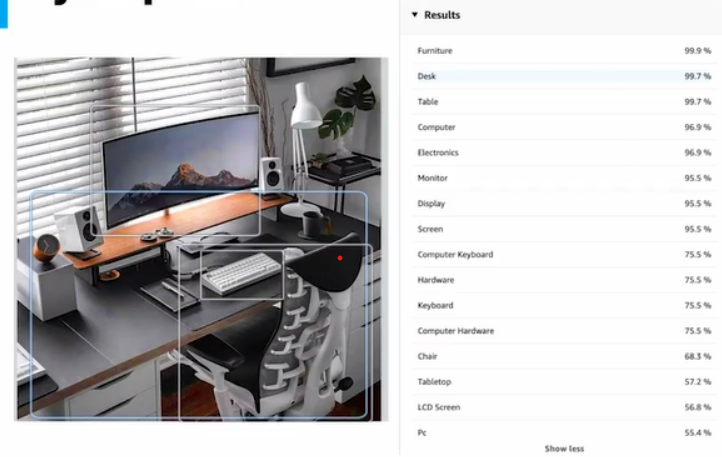 Results
Furniture 99.9 %
Desk 99.7 %
Table 99.7 %
Computer 96.9 %
Electronics 96.9 %
Monitor 95.5 %
Display 95.5 %
Screen 95.5 %
Computer Keyboard 75.5 %
Hardware 75.5 %
Keyboard 75.5 %
Computer Hardware 75.5 %
Chair 68.3 %
Tabletop 57.2 %
LCD Screen 56.8 %
Pc 55.4 %
Show less